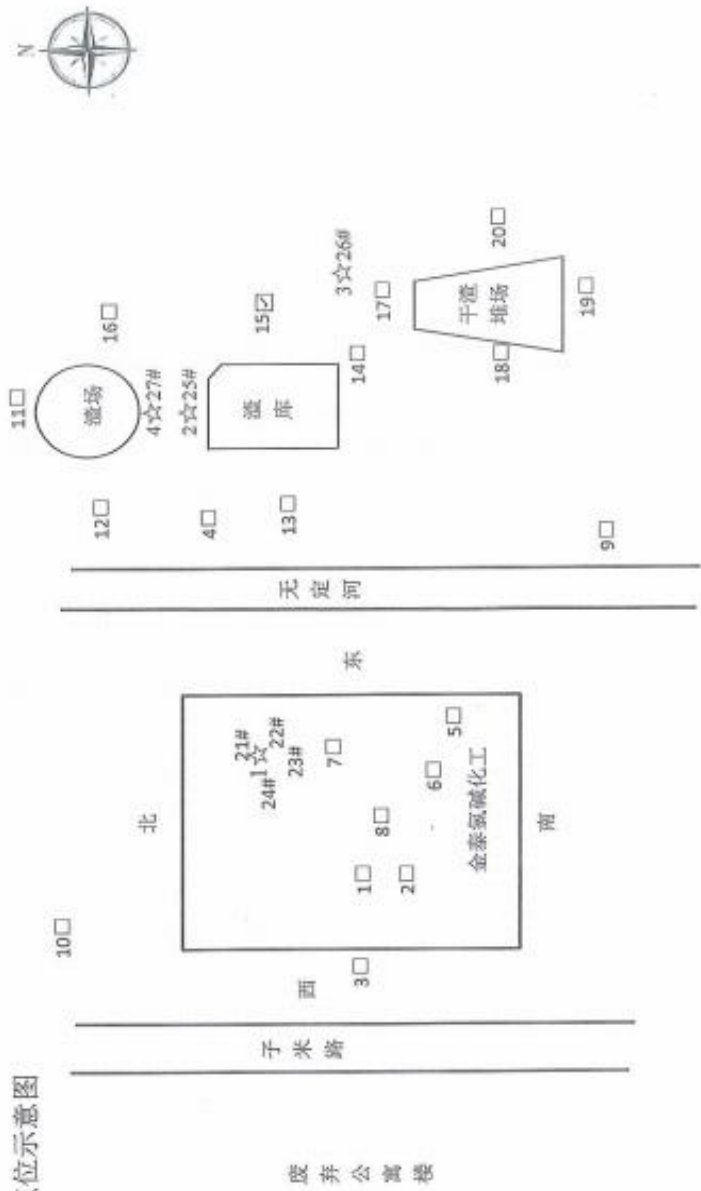 位示意图
N
11□
10□
渣场
12□
16□
北
4☆27#
2☆25#
4□
21#
24# 1☆
22#
23#
渣库
15☑
13□
子米路
无定河
废弃公寓楼
西
7□
东
3☆26#
3□
1□
8□
14□
17□
2□
6□
5□
金泰氯碱化工
干渣堆场
18□
20□
南
19□
9□